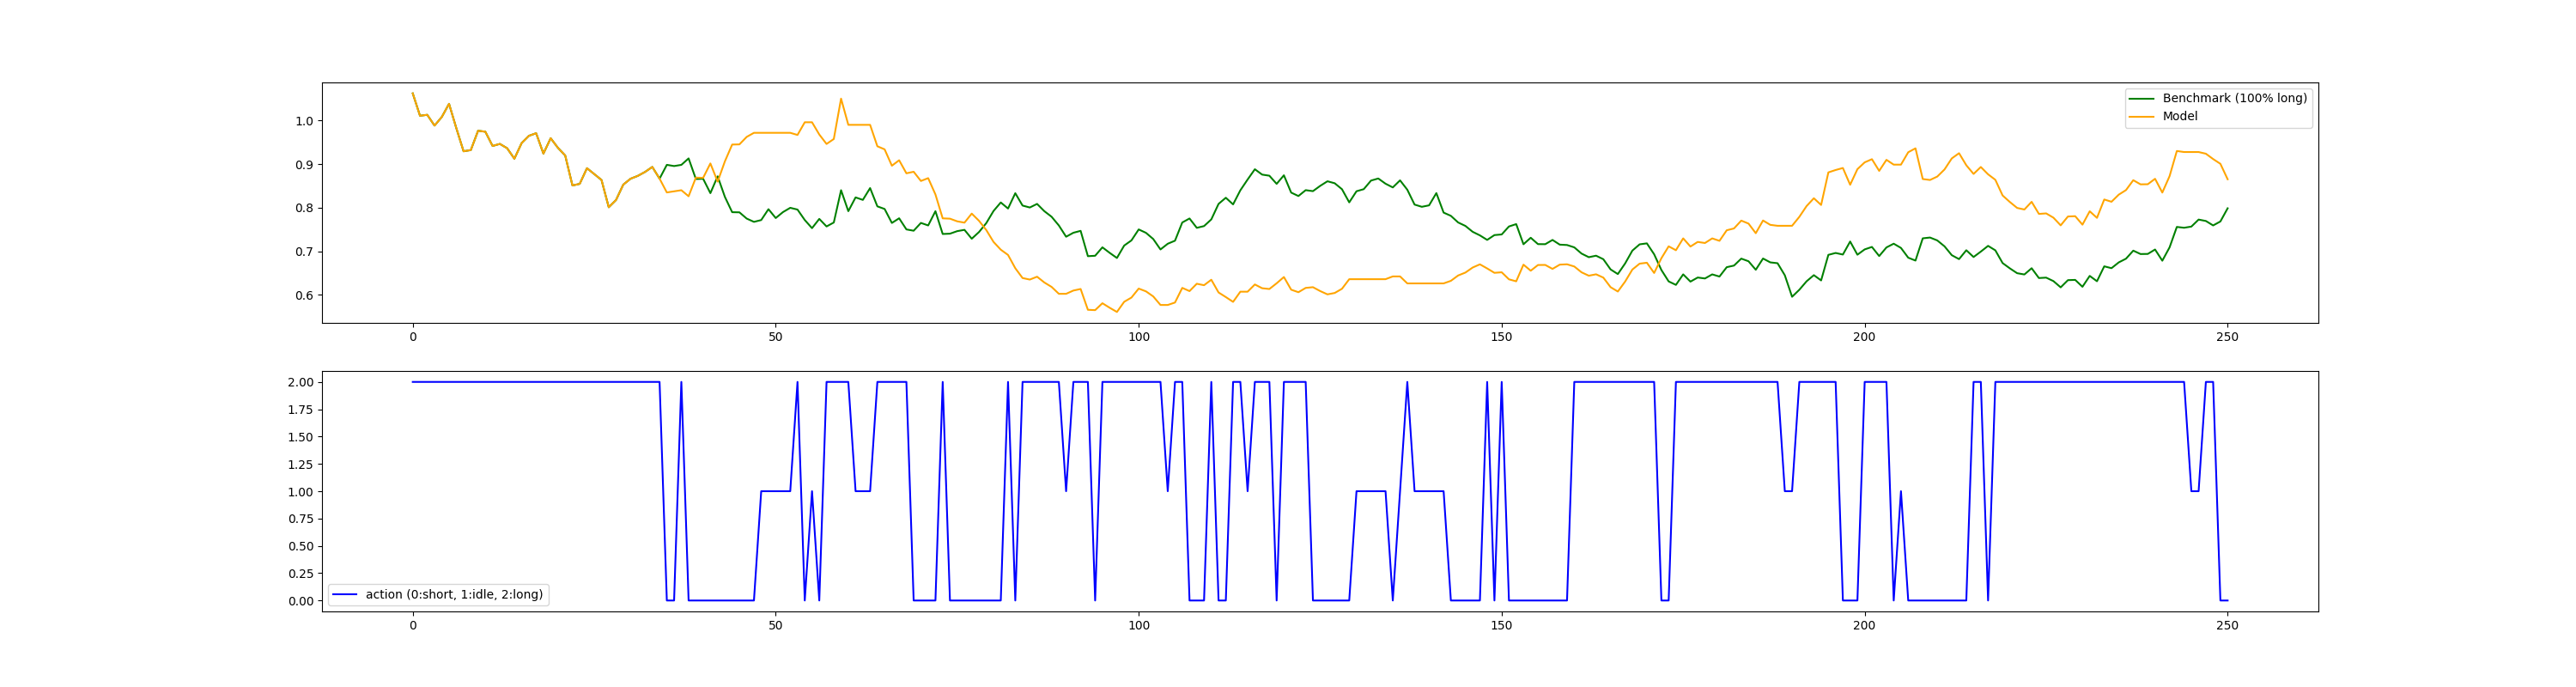 Benchmark (100% long)
Model
1.0
0.9
0.8
0.7
0.6
0 50 100 150 200 250
2.00
1.75
1.50
1.25
1.00
0.75
0.50
0.25
0.00
action (0:short, 1:idle, 2:long)
0 50 100 150 200 250